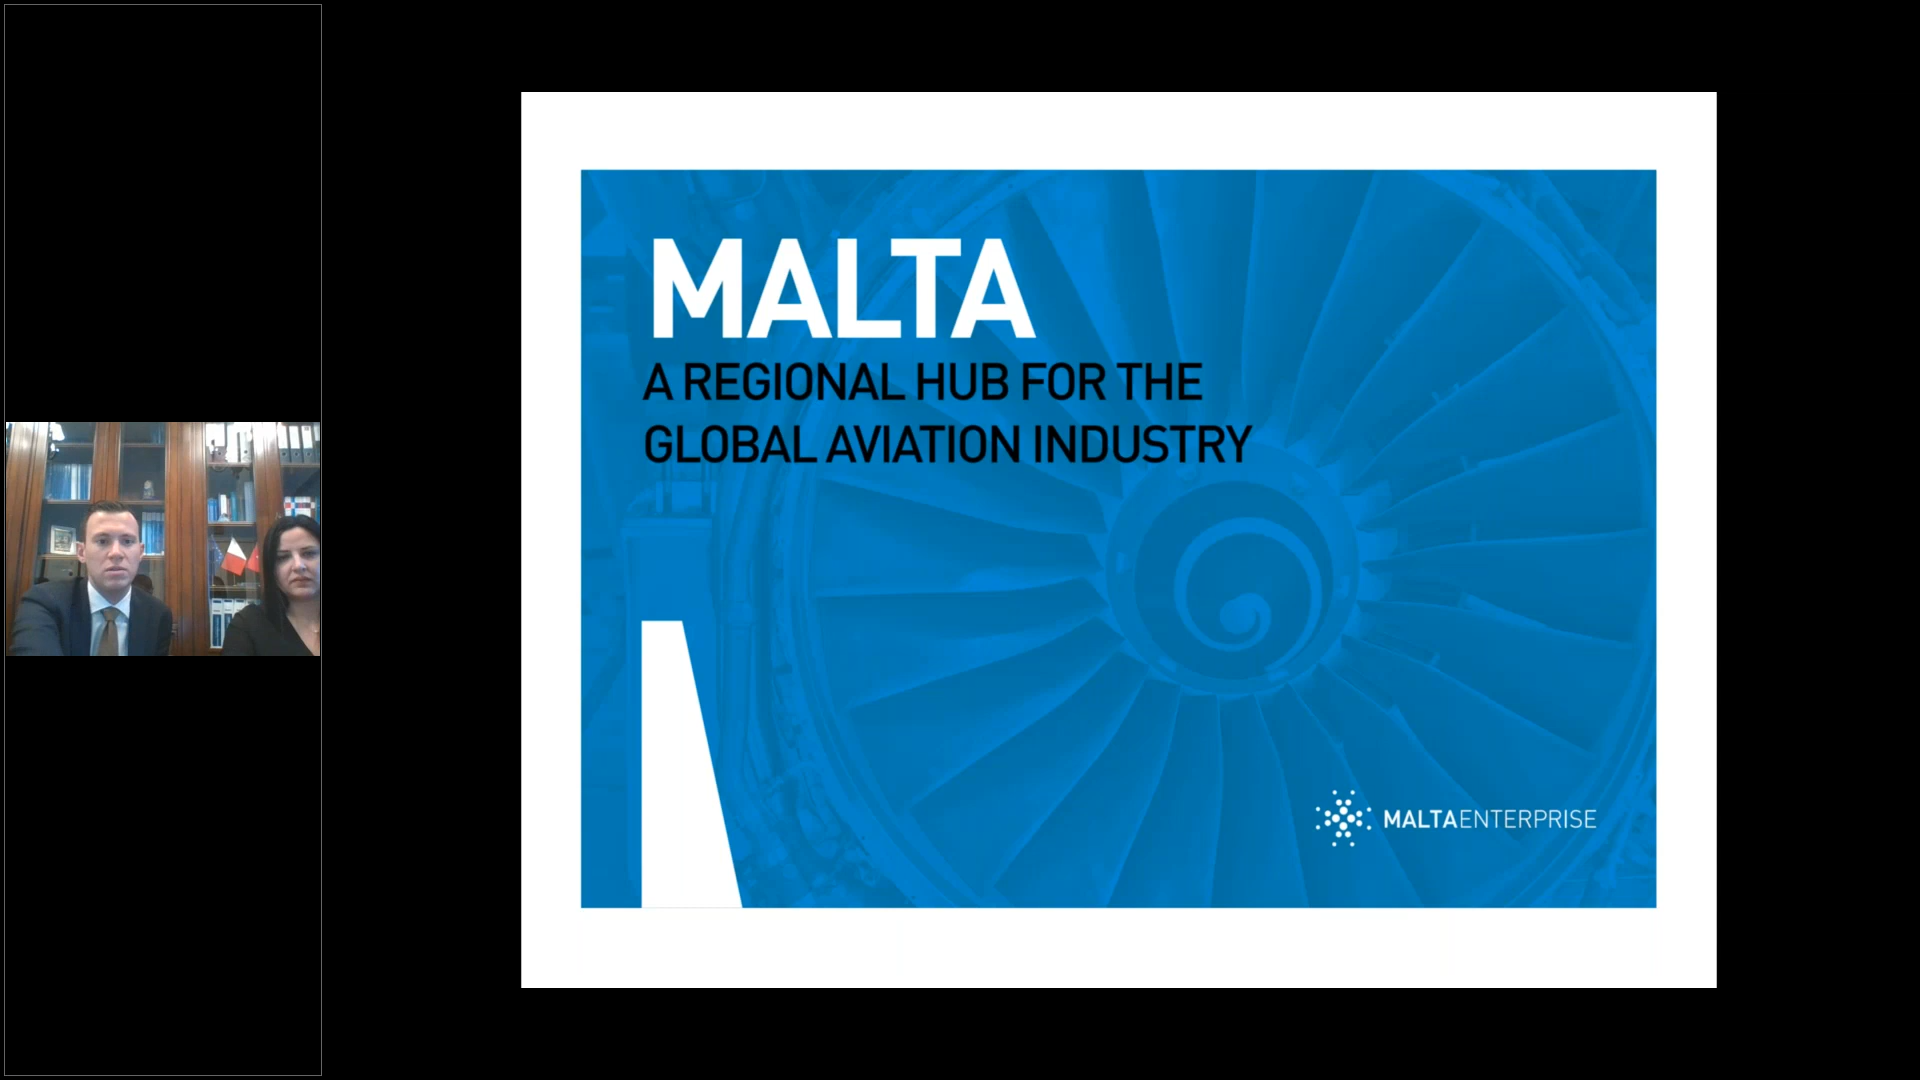 MALTA
A REGIONAL HUB FOR THE
GLOBAL AVIATION INDUSTRY
MALTAENTERPRISE